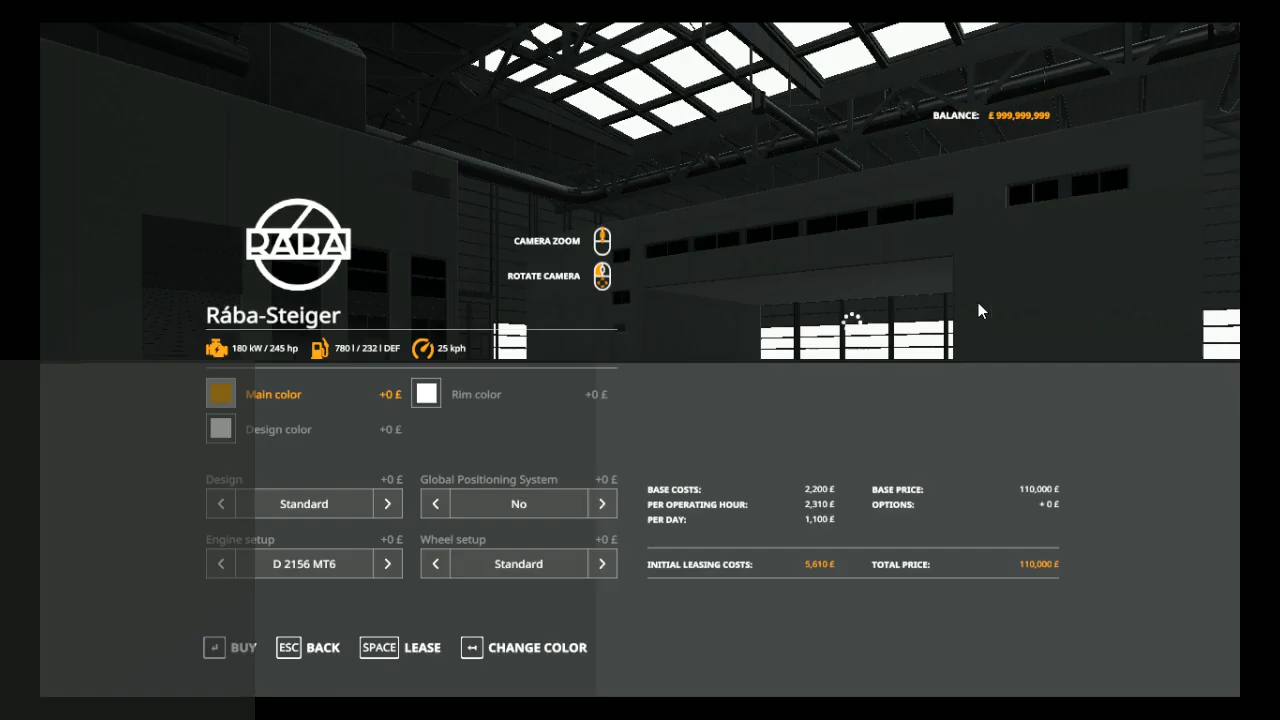 BALANCE: £ 999,999,999
RÁBA
CAMERA ZOOM
ROTATE CAMERA
Rába-Steiger
180 kW / 245 hp 780 l / 232 l DEF 25 kph
Main color +0 £ Rim color +0 £
Design color +0 £
Design +0 £ Global Positioning System +0 £
Standard No
BASE COSTS: 2,200 £ BASE PRICE: 110,000 £
PER OPERATING HOUR: 2,310 £ OPTIONS: + 0 £
PER DAY: 1,100 £
Engine setup +0 £ Wheel setup +0 £
D 2156 MT6 Standard
INITIAL LEASING COSTS: 5,610 £ TOTAL PRICE: 110,000 £
BUY ESC BACK SPACE LEASE CHANGE COLOR